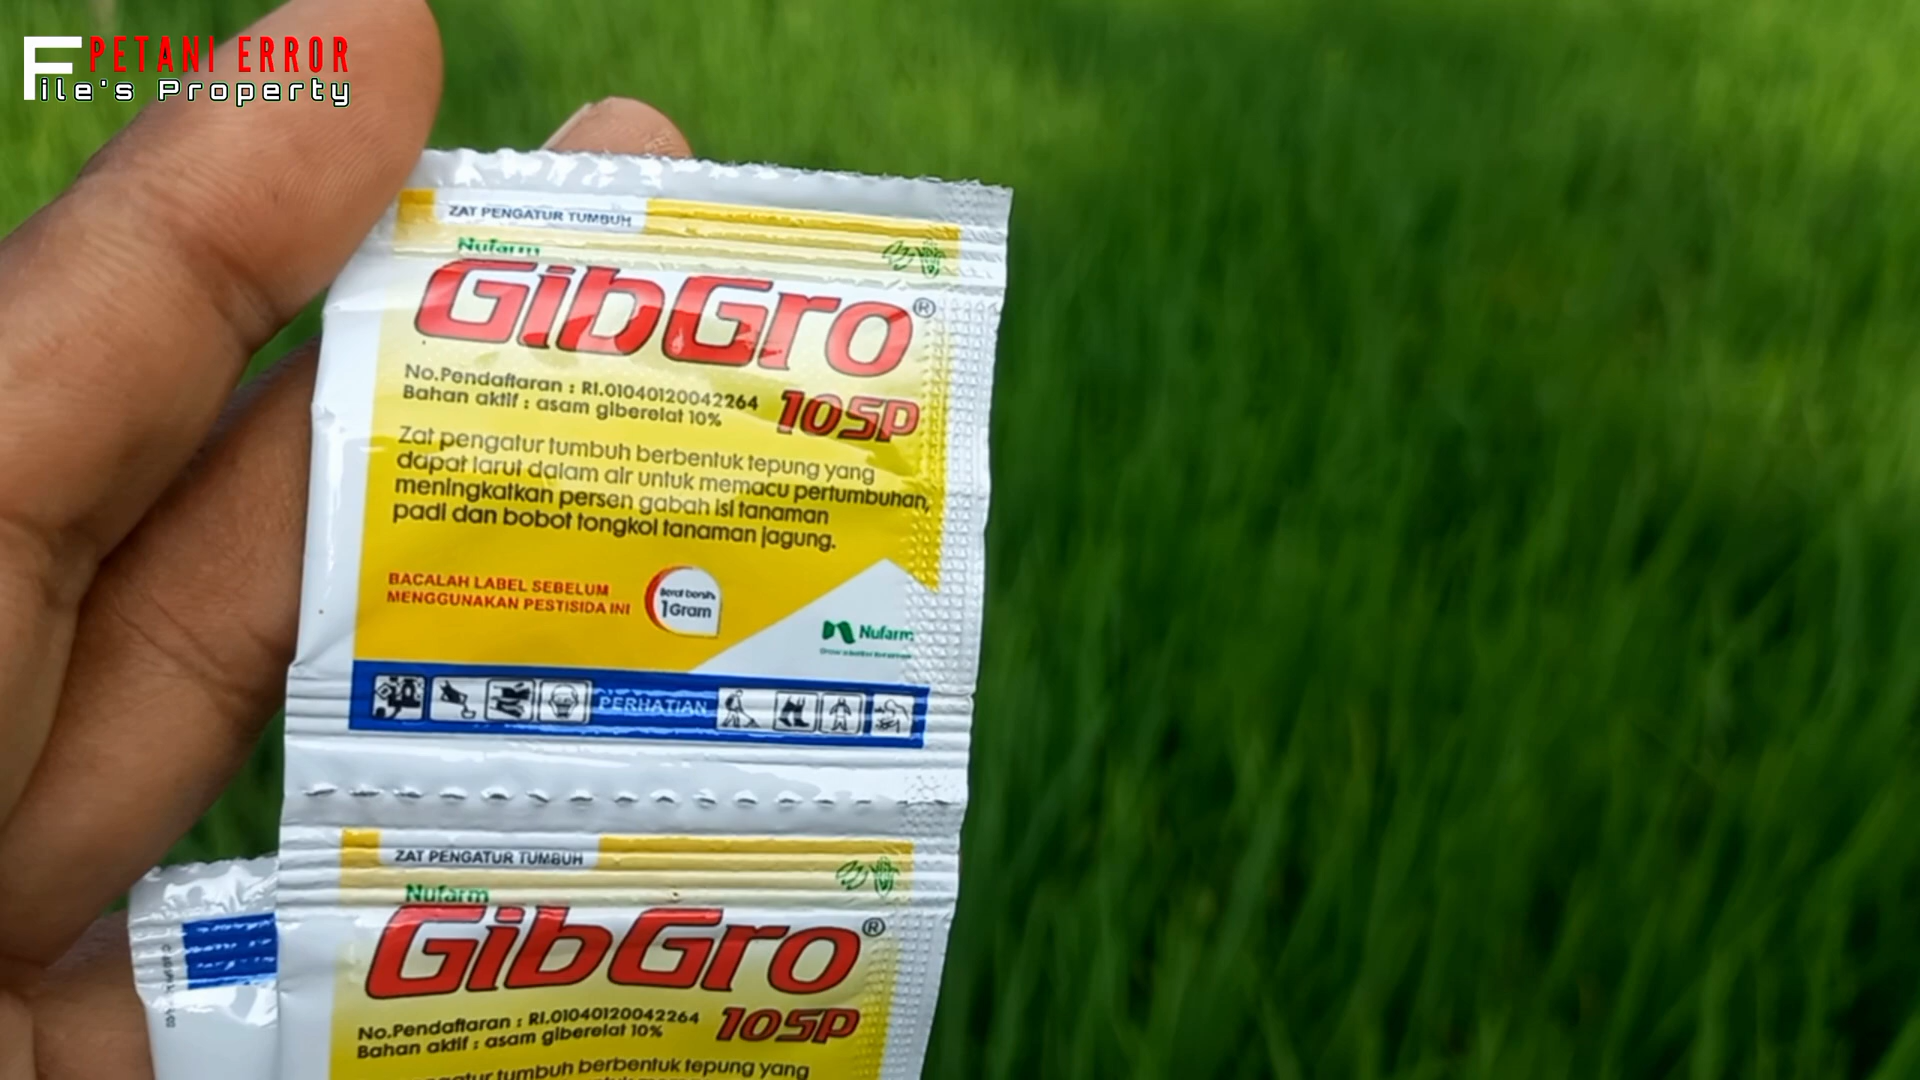 PETANI ERROR
File's Property
ZAT PENGATUR TUMBUH
Nufarm
GibGro®
No.Pendaftaran : RI.01040120042264
Bahan aktif : asam giberelat 10%
10SP
Zat pengatur tumbuh berbentuk tepung yang
dapat larut dalam air untuk memacu pertumbuhan,
meningkatkan persen gabah isi tanaman
padi dan bobot tongkol tanaman jagung.
BACALAH LABEL SEBELUM
MENGGUNAKAN PESTISIDA INI
Berat bersih
1 Gram
Nufarm
PERHATIAN
ZAT PENGATUR TUMBUH
Nufarm
GibGro®
No.Pendaftaran : RI.01040120042264
Bahan aktif : asam giberelat 10%
10SP
tumbuh berbentuk tepung yang